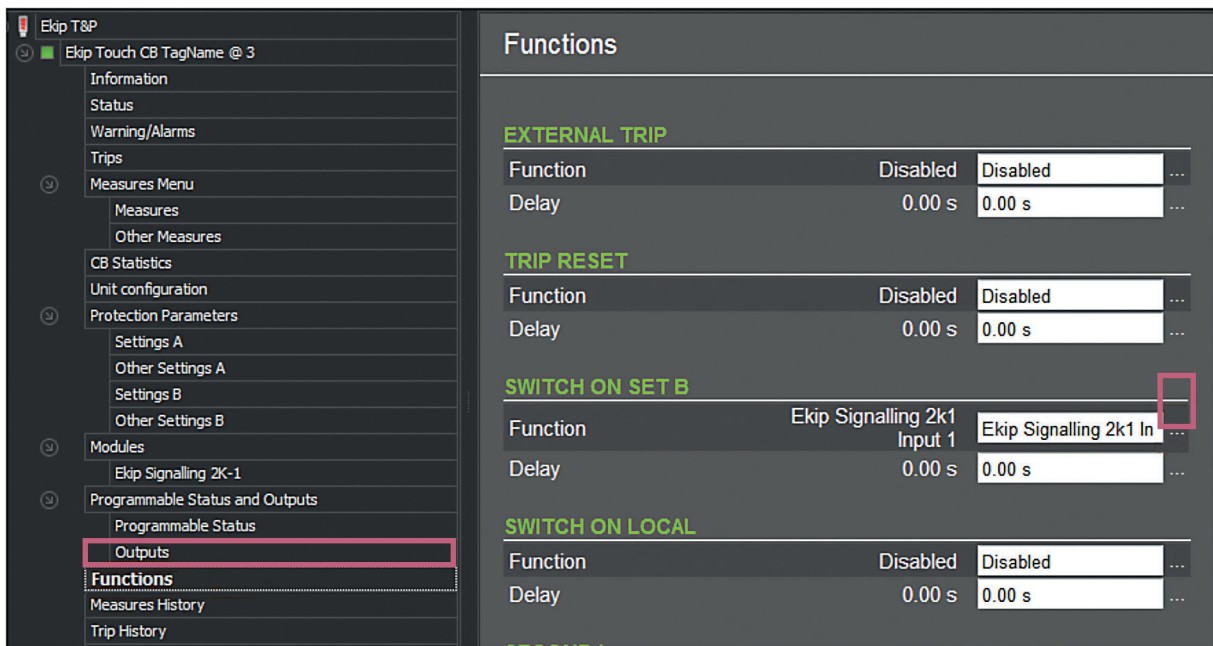 Ekip T&P
Ekip Touch CB TagName @ 3
Information
Status
Warning/Alarms
Trips
Measures Menu
Measures
Other Measures
CB Statistics
Unit configuration
Protection Parameters
Settings A
Other Settings A
Settings B
Other Settings B
Modules
Ekip Signalling 2K-1
Programmable Status and Outputs
Programmable Status
Outputs
Functions
Measures History
Trip History
Functions
EXTERNAL TRIP
Function Disabled Disabled ...
Delay 0.00 s 0.00 s ...
TRIP RESET
Function Disabled Disabled ...
Delay 0.00 s 0.00 s ...
SWITCH ON SET B
Function Ekip Signalling 2k1 Input 1 Ekip Signalling 2k1 In ...
Delay 0.00 s 0.00 s ...
SWITCH ON LOCAL
Function Disabled Disabled ...
Delay 0.00 s 0.00 s ...